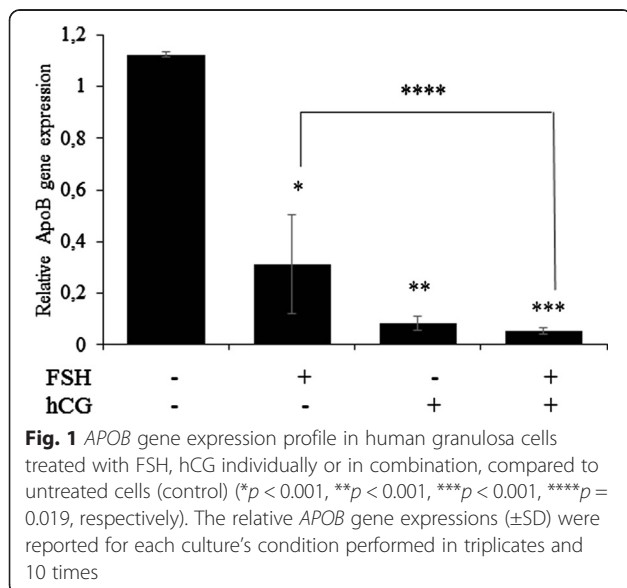 1,2
1
0,8
0,6
0,4
0,2
0
Relative ApoB gene expression
*
**
***
****
FSH - + - +
hCG - - + +
Fig. 1 APOB gene expression profile in human granulosa cells
treated with FSH, hCG individually or in combination, compared to
untreated cells (control) (*p < 0.001, **p < 0.001, ***p < 0.001, ****p =
0.019, respectively). The relative APOB gene expressions (±SD) were
reported for each culture's condition performed in triplicates and
10 times